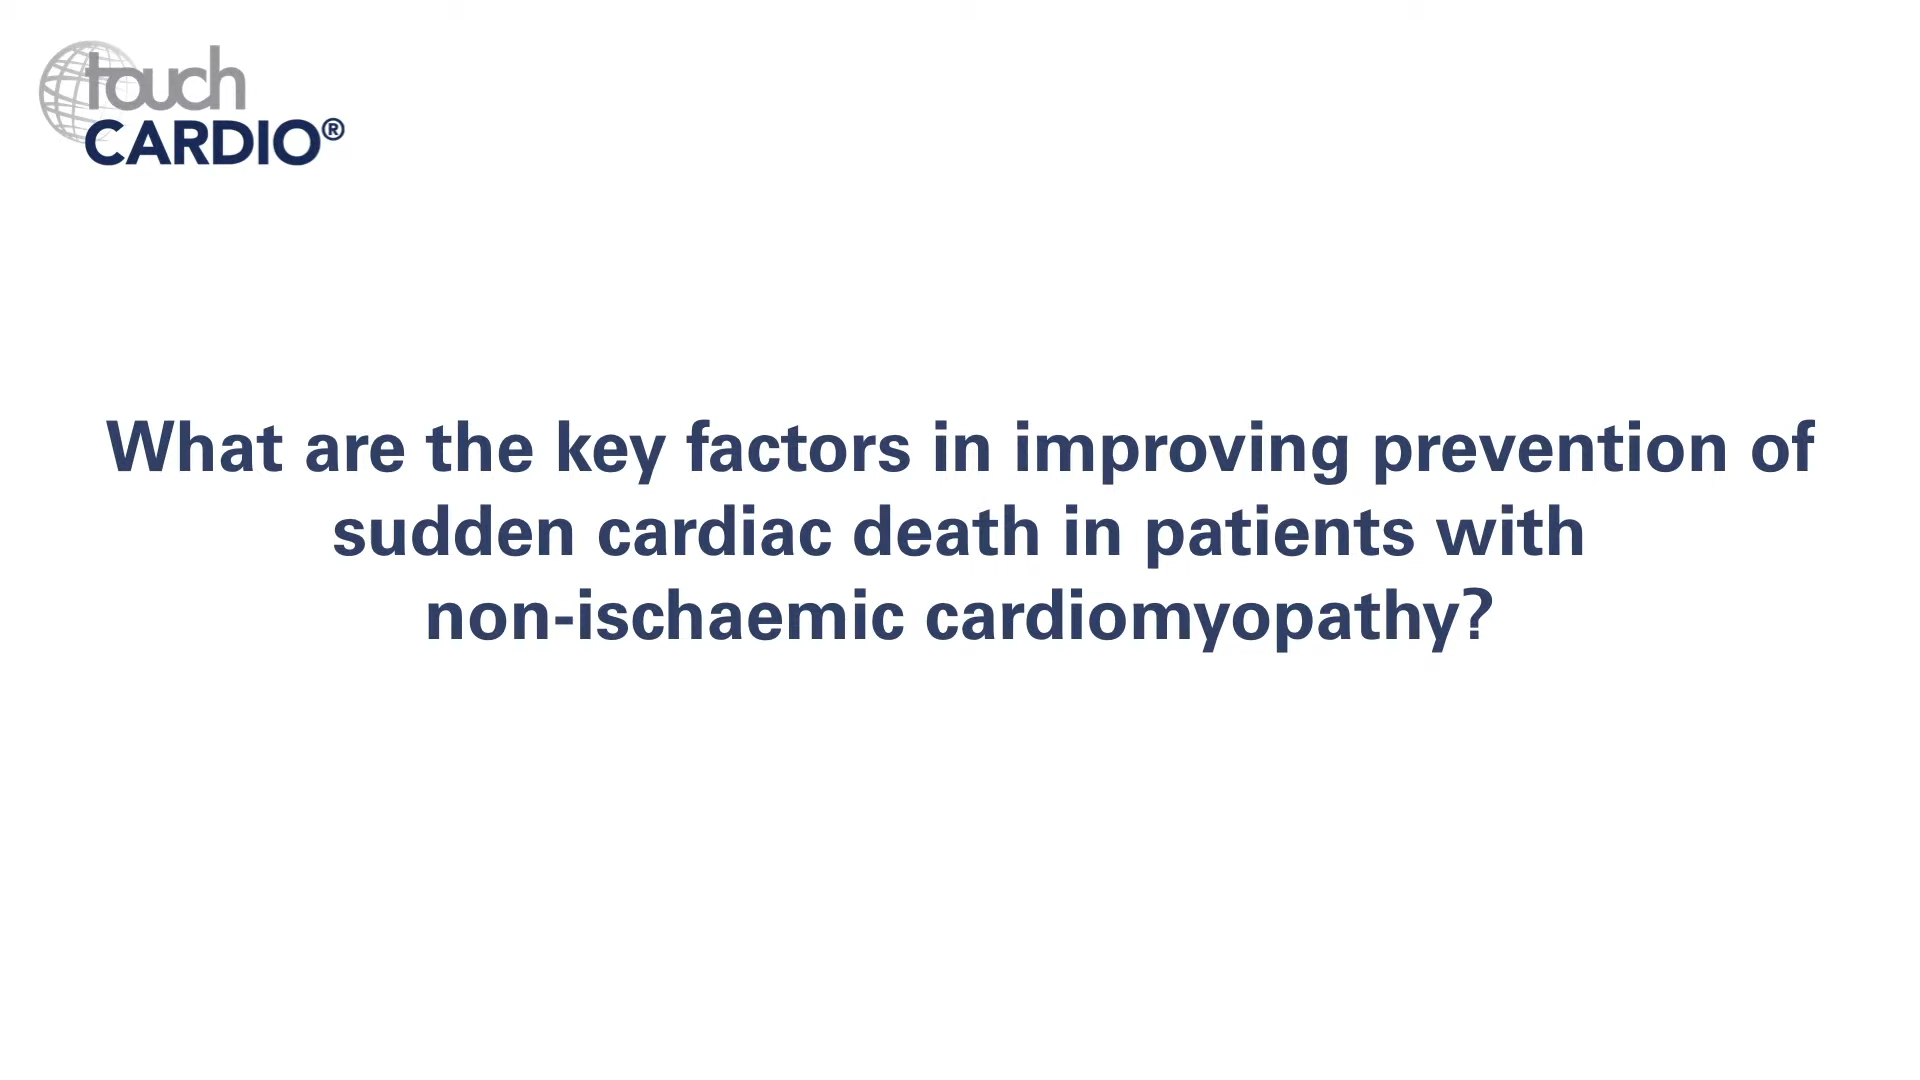 touch
CARDIO®
What are the key factors in improving prevention of
sudden cardiac death in patients with
non-ischaemic cardiomyopathy?